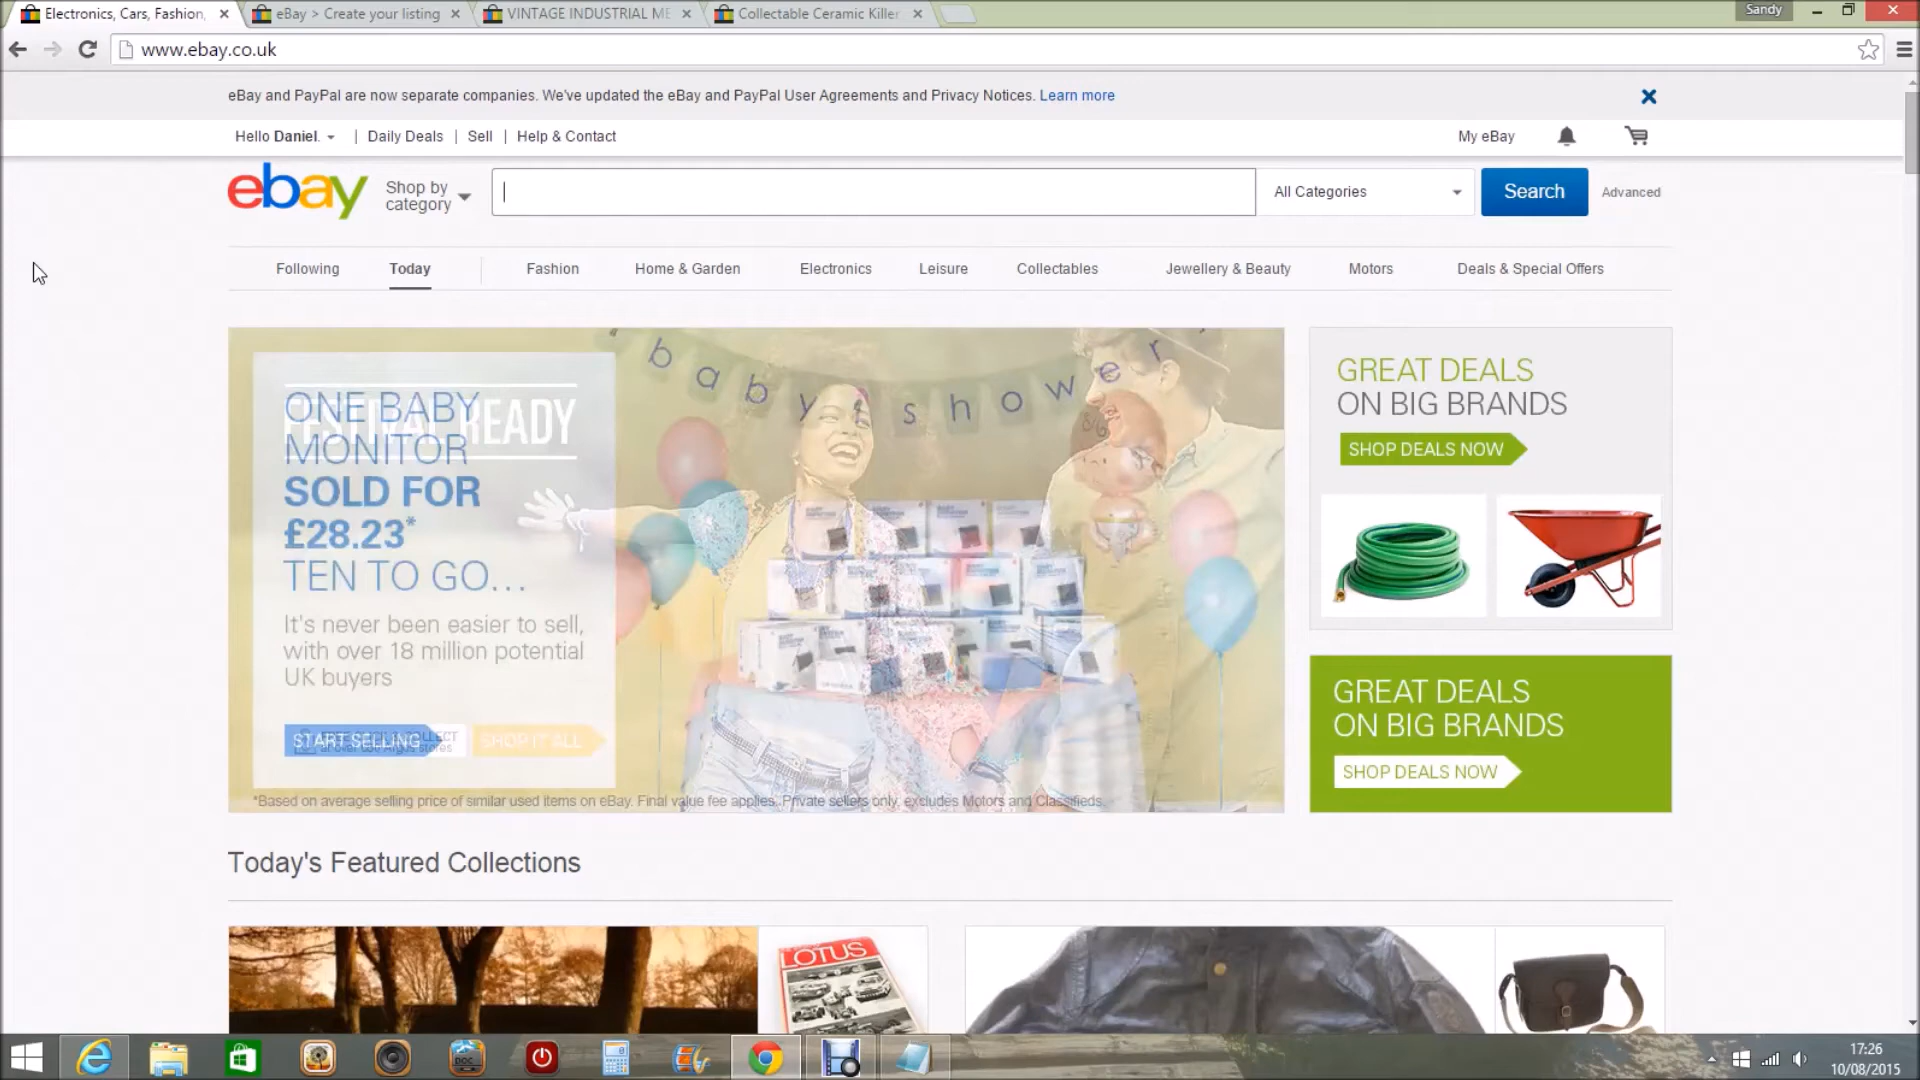 Electronics, Cars, Fashion,
eBay > Create your listing
VINTAGE INDUSTRIAL ME
Collectable Ceramic Killer
Sandy
www.ebay.co.uk
eBay and PayPal are now separate companies. We've updated the eBay and PayPal User Agreements and Privacy Notices. Learn more
Hello Daniel. | Daily Deals | Sell | Help & Contact
My eBay
ebay
Shop by
category
All Categories
Search
Advanced
Following
Today
Fashion
Home & Garden
Electronics
Leisure
Collectables
Jewellery & Beauty
Motors
Deals & Special Offers
baby shower
ONE BABY
MONITOR
SOLD FOR
£28.23*
TEN TO GO...
FESTIVAL READY
It's never been easier to sell,
with over 18 million potential
UK buyers
START SELLING
SHOP IT ALL
*Based on average selling price of similar used items on eBay. Final value fee applies. Private sellers only, excludes Motors and Classifieds.
GREAT DEALS
ON BIG BRANDS
SHOP DEALS NOW
GREAT DEALS
ON BIG BRANDS
SHOP DEALS NOW
Today's Featured Collections
LOTUS
17:26
10/08/2015